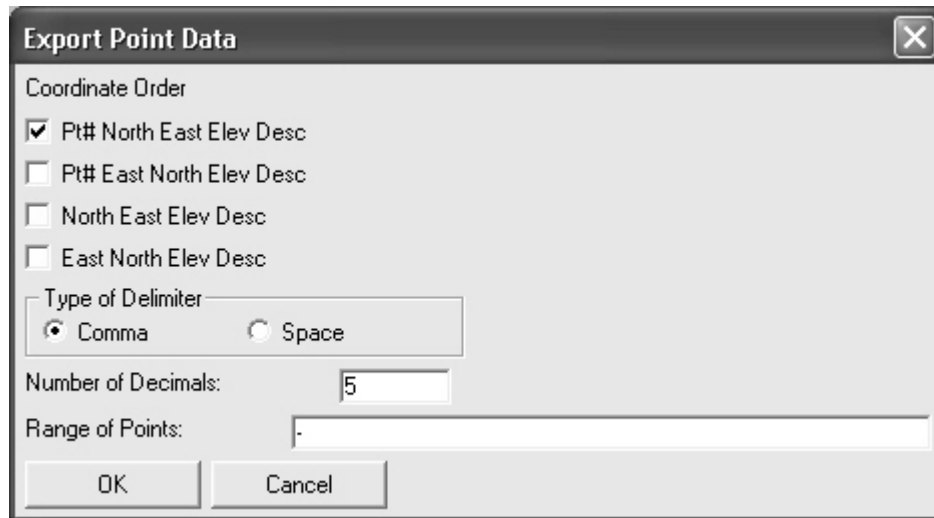 Export Point Data
Coordinate Order
Pt# North East Elev Desc
Pt# East North Elev Desc
North East Elev Desc
East North Elev Desc
Type of Delimiter
Comma Space
Number of Decimals: 5
Range of Points: -
OK Cancel